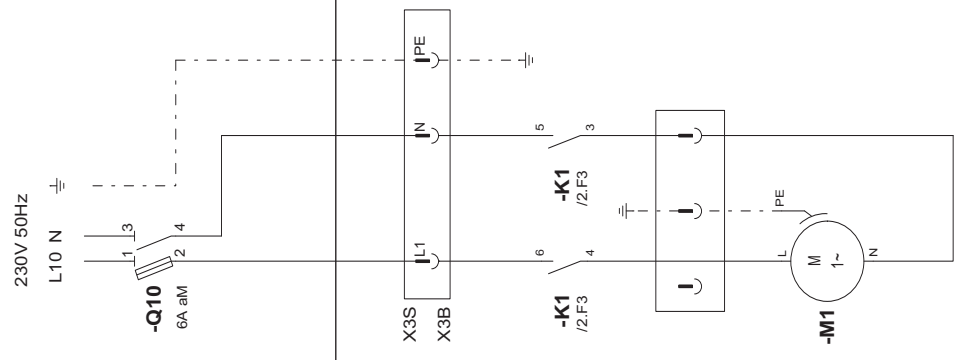 230V 50Hz
L10 N
1 3
2 4
-Q10
6A aM
X3S
X3B
L1 N PE
6 5
-K1
/2.F3
-K1
/2.F3
4 3
PE
L
M
1~
N
-M1